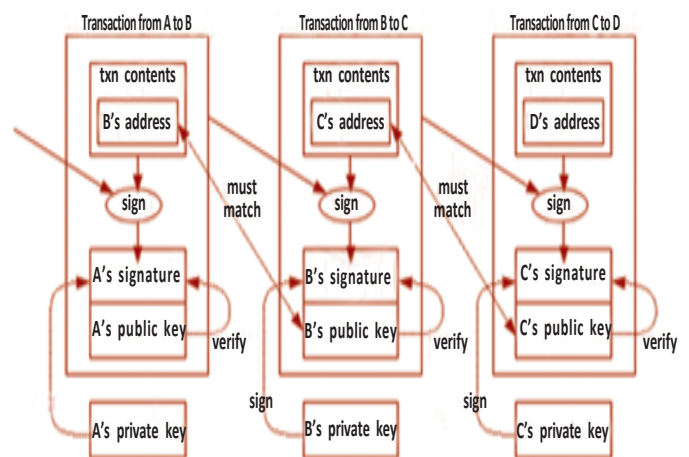 Transaction from A to B
txn contents
B's address
sign
A's signature
A's public key
verify
A's private key
must
match
Transaction from B to C
txn contents
C's address
sign
B's signature
B's public key
verify
sign
B's private key
must
match
Transaction from C to D
txn contents
D's address
sign
C's signature
C's public key
verify
sign
C's private key